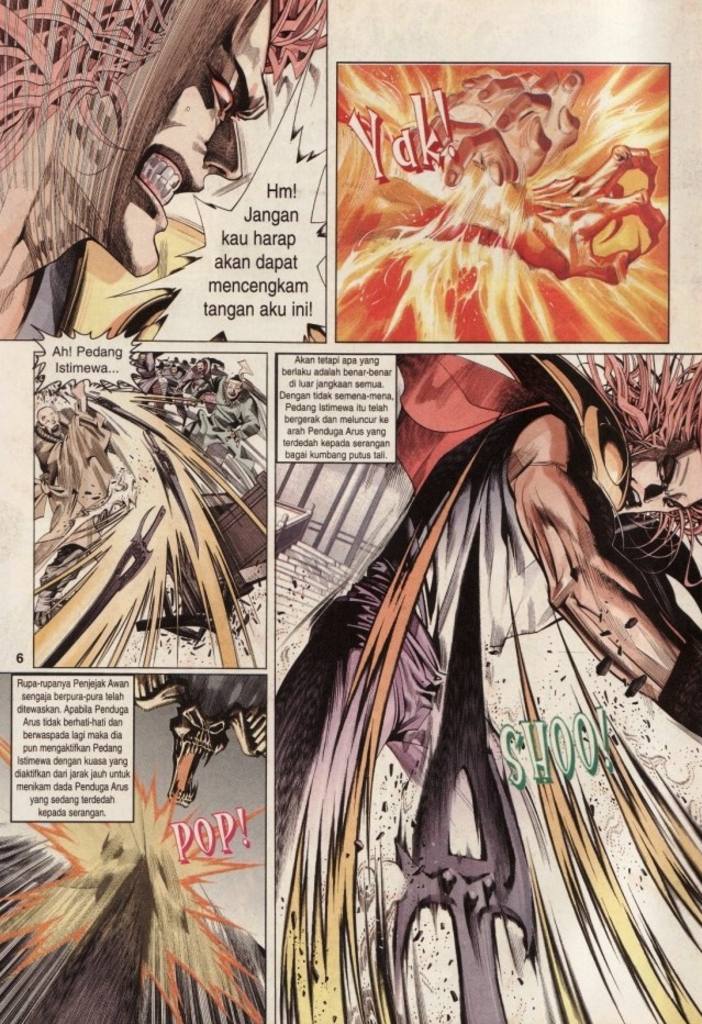 Hm!
Jangan
kau harap
akan dapat
mencengkam
tangan aku ini!
Yak!
Ah! Pedang
Istimewa...
Akan tetapi apa yang
berlaku adalah benar-benar
di luar jangkaan semua.
Dengan tidak semena-mena,
Pedang Istimewa itu telah
bergerak dan meluncur ke
arah Penduga Arus yang
terdedah kepada serangan
bagai kumbang putus tali.
SHOO!
6
Rupa-rupanya Penjejak Awan
sengaja berpura-pura telah
ditewaskan. Apabila Penduga
Arus tidak berhati-hati dan
berwaspada lagi maka dia
pun mengaktifkan Pedang
Istimewa dengan kuasa yang
diaktifkan dari jarak jauh untuk
menikam dada Penduga Arus
yang sedang terdedah
kepada serangan.
POP!